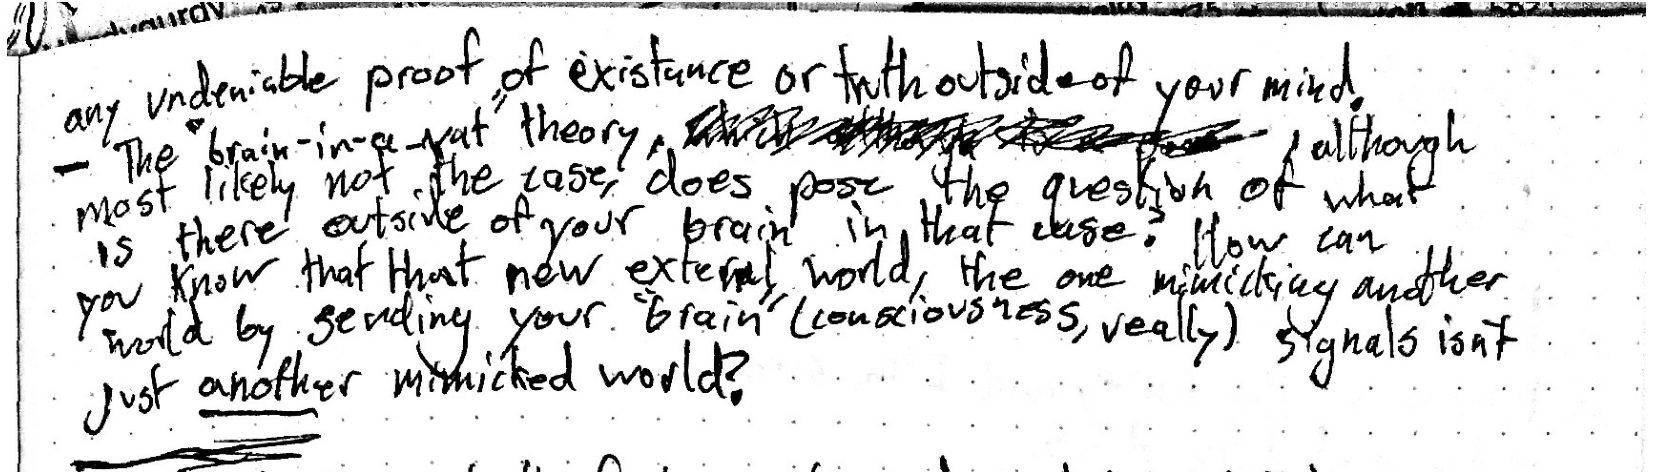 any undeniable proof of existance or truth outside of your mind.
- The "brain-in-a-vat" theory, although
most likely not the case, does pose the question of what
is there outside of your brain in that case? How can
you know that that new external world, the one mimicking another
world by sending your "brain" (consciousness, really) signals isn't
just another mimicked world?